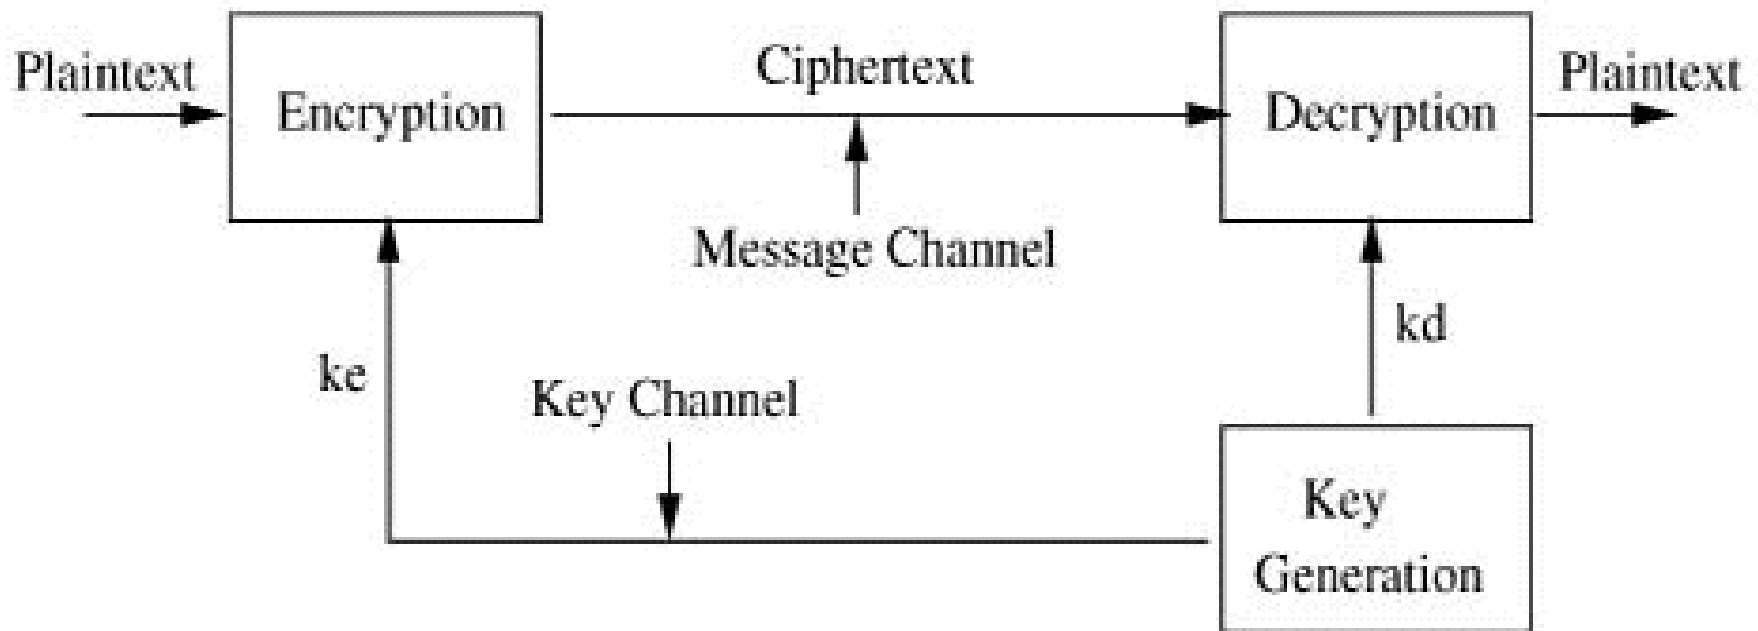 Plaintext
Encryption
Ciphertext
Decryption
Plaintext
Message Channel
ke
Key Channel
kd
Key
Generation